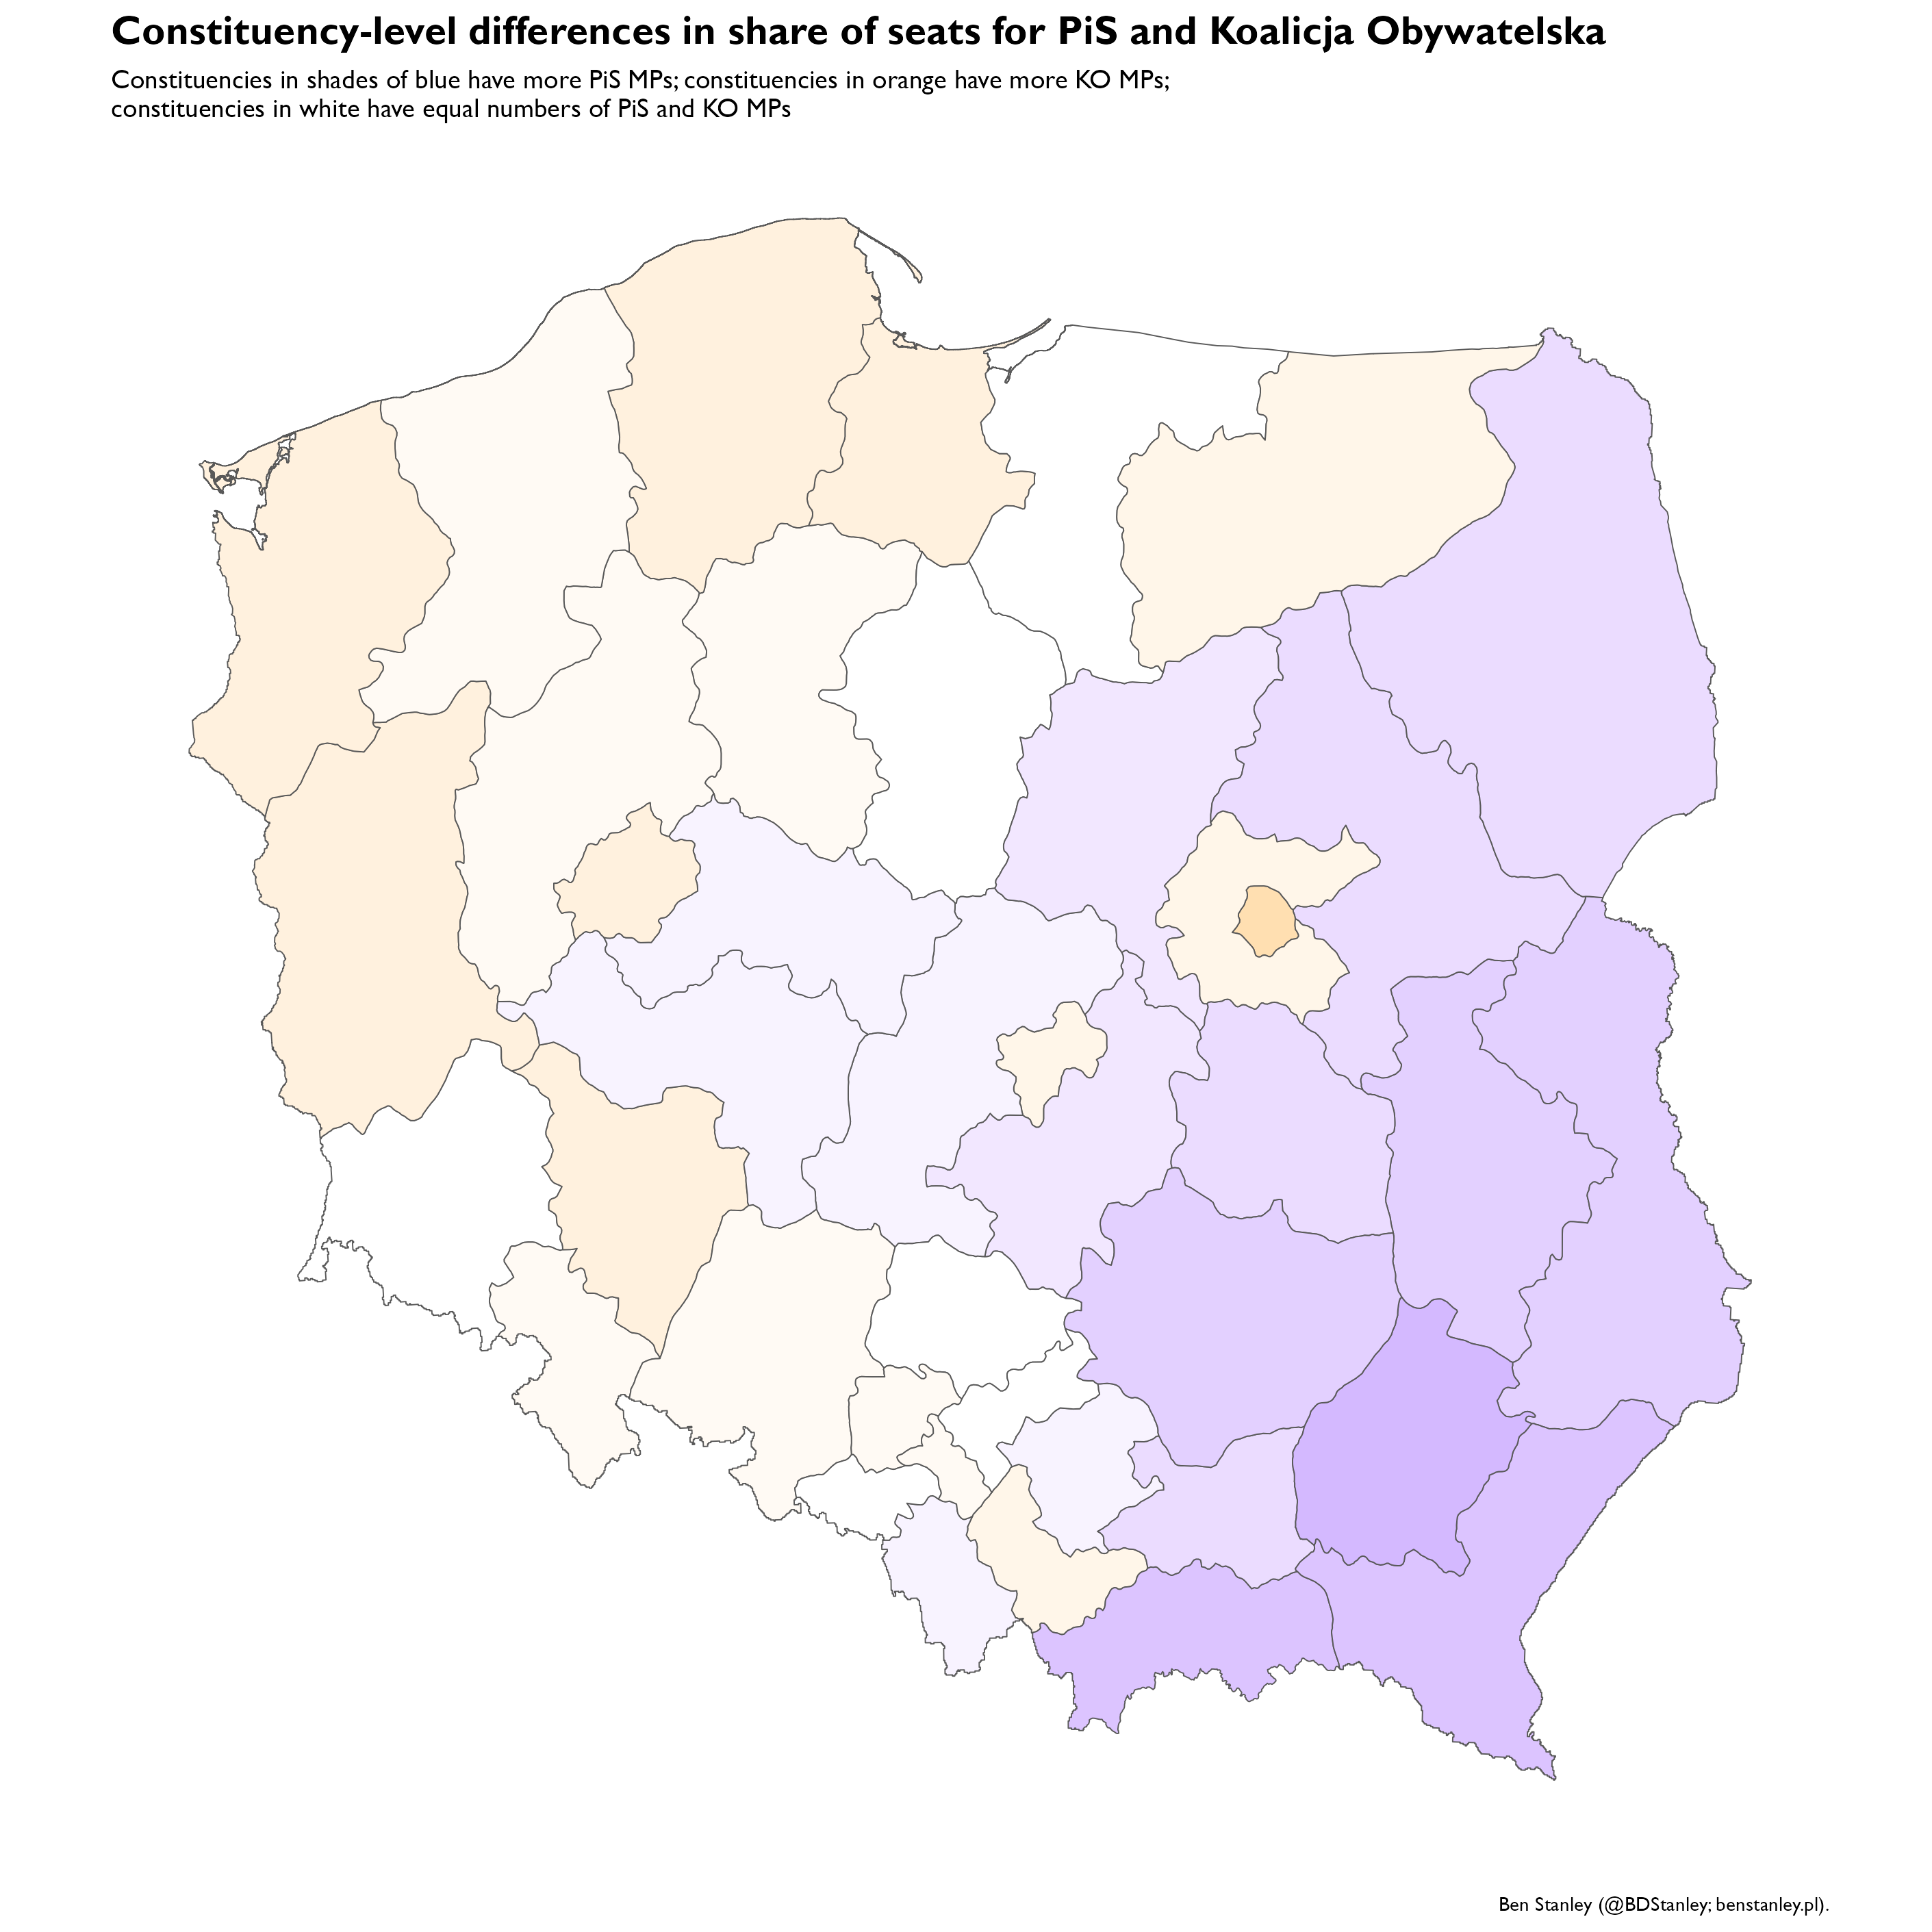 Constituency-level differences in share of seats for PiS and Koalicja Obywatelska
Constituencies in shades of blue have more PiS MPs; constituencies in orange have more KO MPs;
constituencies in white have equal numbers of PiS and KO MPs
Ben Stanley (@BDStanley; benstanley.pl).